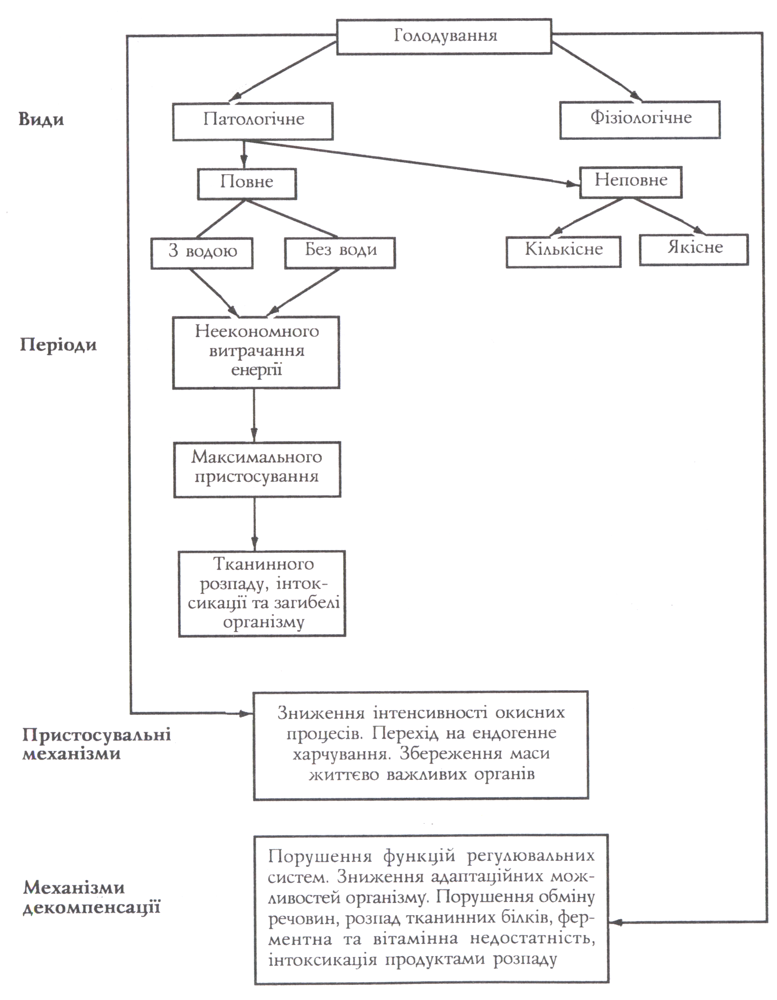 Голодування
Види
Патологічне
Фізіологічне
Повне
Неповне
З водою
Без води
Кількісне
Якісне
Періоди
Неекономного
витрачання
енергії
Максимального
пристосування
Тканинного
розпаду, інток-
сикації та загибелі
організму
Пристосувальні
механізми
Зниження інтенсивності окисних
процесів. Перехід на ендогенне
харчування. Збереження маси
життєво важливих органів
Механізми
декомпенсації
Порушення функцій регулювальних
систем. Зниження адаптаційних мож-
ливостей організму. Порушення обміну
речовин, розпад тканинних білків, фер-
ментна та вітамінна недостатність,
інтоксикація продуктами розпаду